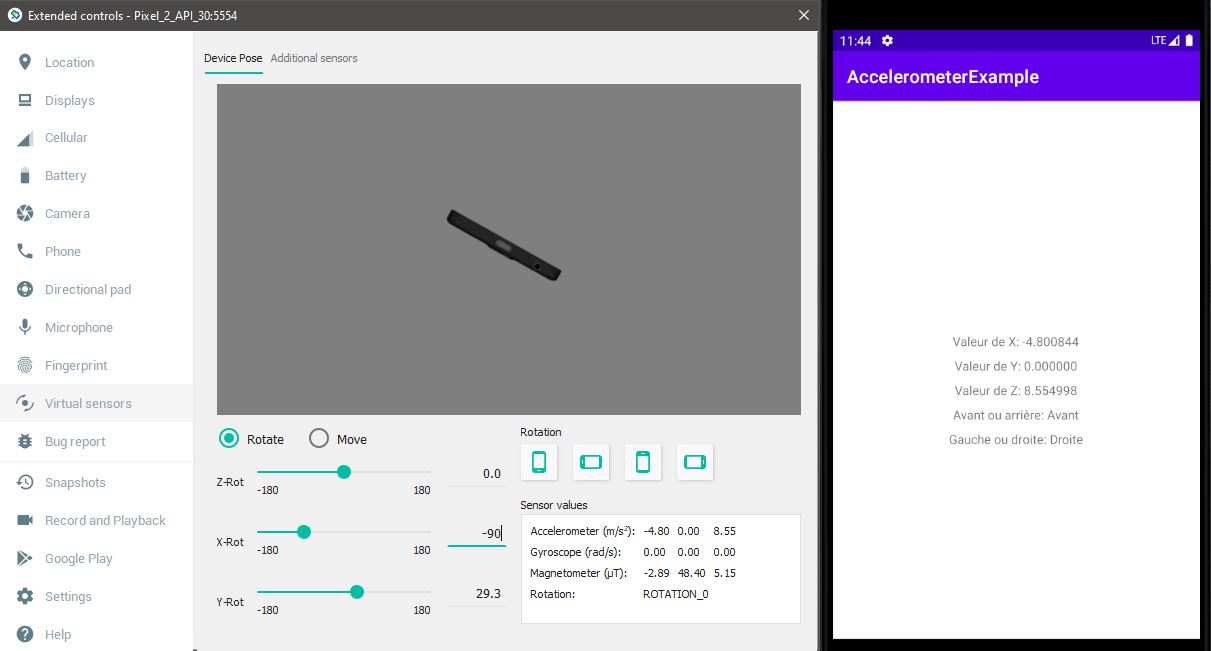 Extended controls - Pixel_2_API_30:5554
Location
Displays
Cellular
Battery
Camera
Phone
Directional pad
Microphone
Fingerprint
Virtual sensors
Bug report
Snapshots
Record and Playback
Google Play
Settings
Help
Device Pose Additional sensors
Rotate Move
Z-Rot -180 180 0.0
X-Rot -180 180 -90
Y-Rot -180 180 29.3
Rotation
Sensor values
Accelerometer (m/s²): -4.80 0.00 8.55
Gyroscope (rad/s): 0.00 0.00 0.00
Magnetometer (µT): -2.89 48.40 5.15
Rotation: ROTATION_0
11:44 LTE
AccelerometerExample
Valeur de X: -4.800844
Valeur de Y: 0.000000
Valeur de Z: 8.554998
Avant ou arrière: Avant
Gauche ou droite: Droite